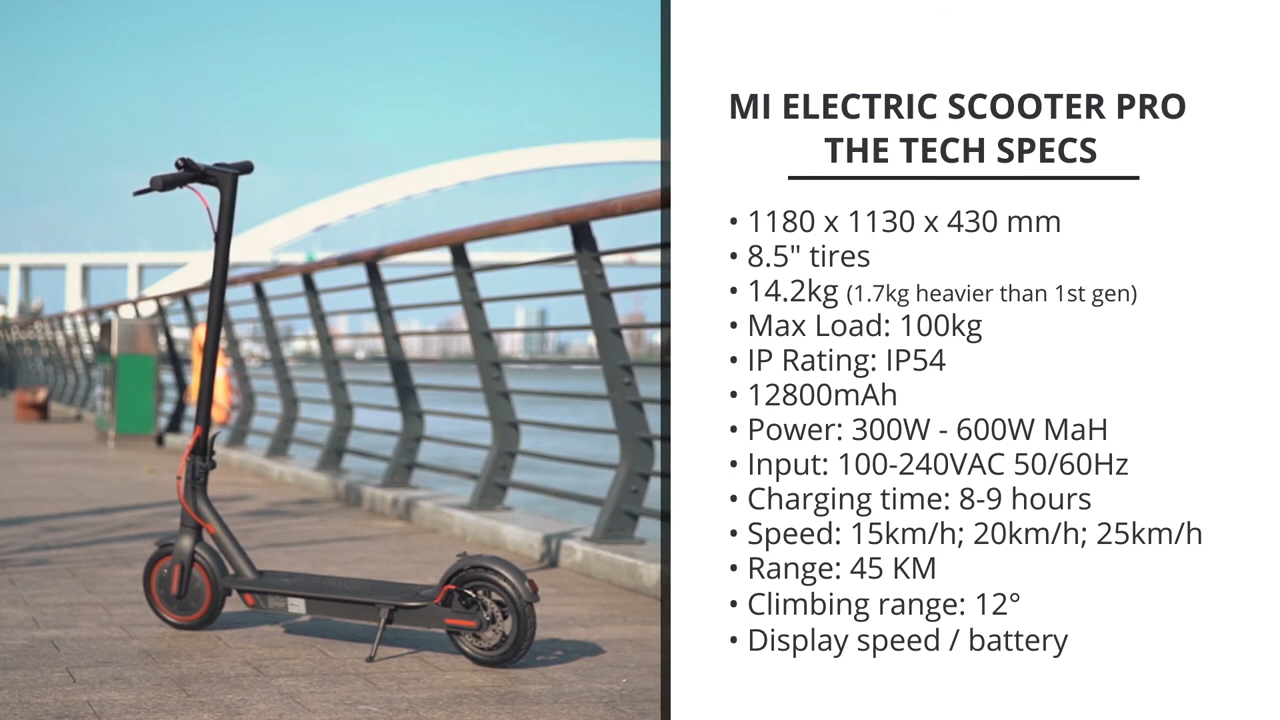 MI ELECTRIC SCOOTER PRO
THE TECH SPECS
• 1180 x 1130 x 430 mm
• 8.5" tires
• 14.2kg (1.7kg heavier than 1st gen)
• Max Load: 100kg
• IP Rating: IP54
• 12800mAh
• Power: 300W - 600W MaH
• Input: 100-240VAC 50/60Hz
• Charging time: 8-9 hours
• Speed: 15km/h; 20km/h; 25km/h
• Range: 45 KM
• Climbing range: 12°
• Display speed / battery